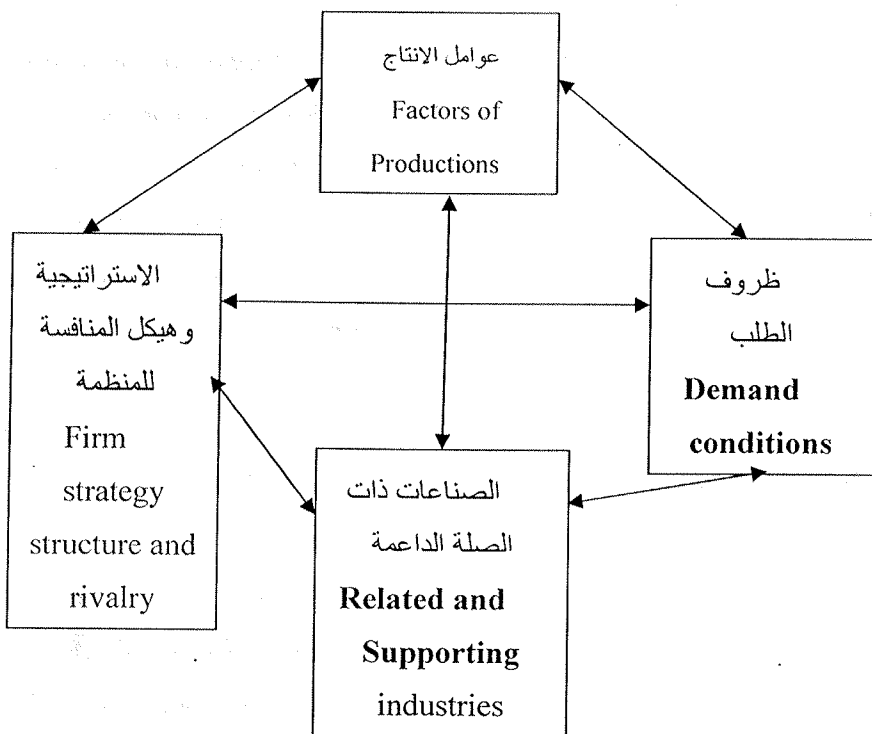 عوامل الانتاج
Factors of
Productions
الاستراتيجية
وهيكل المنافسة
للمنظمة
Firm
strategy
structure and
rivalry
ظروف
الطلب
Demand
conditions
الصناعات ذات
الصلة الداعمة
Related and
Supporting
industries